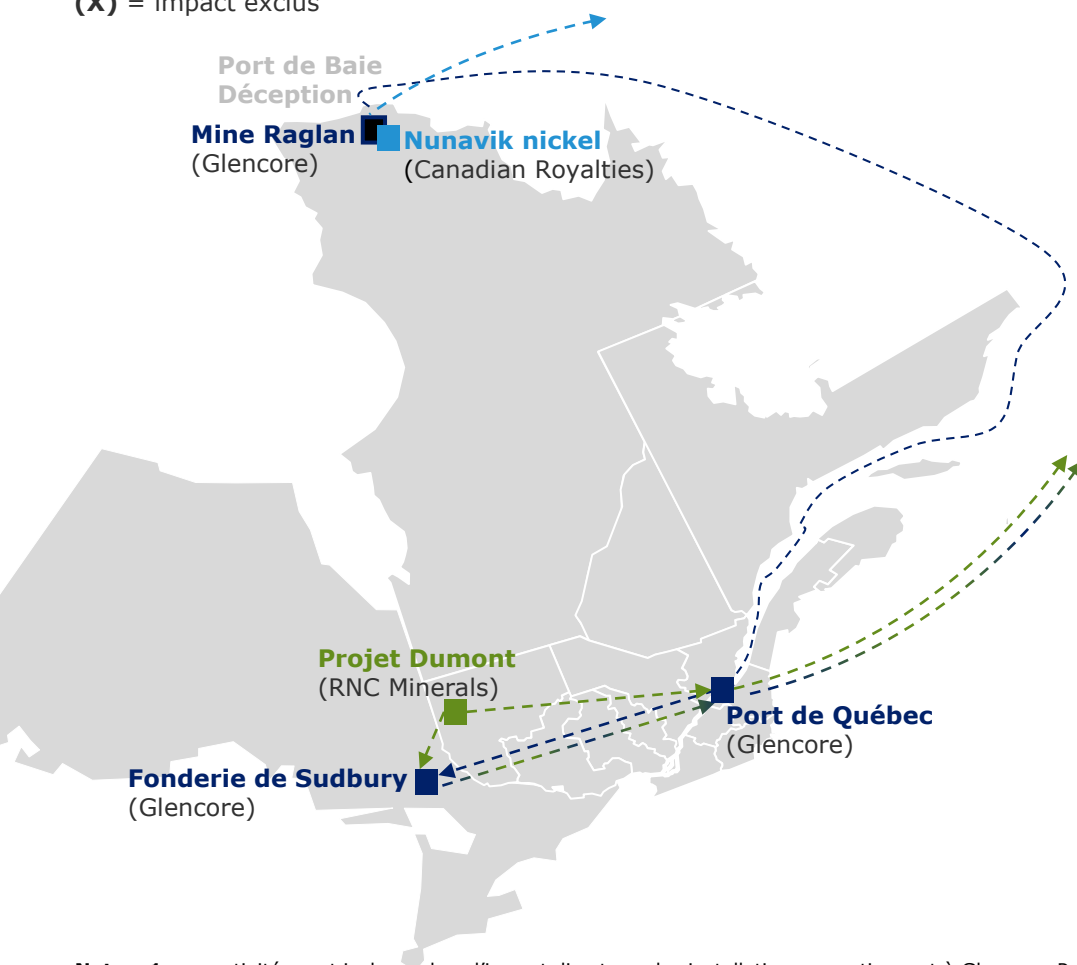 (X) = Impact exclus
Port de Baie
Déception
Mine Raglan
(Glencore)
Nunavik nickel
(Canadian Royalties)
Projet Dumont
(RNC Minerals)
Port de Québec
(Glencore)
Fonderie de Sudbury
(Glencore)